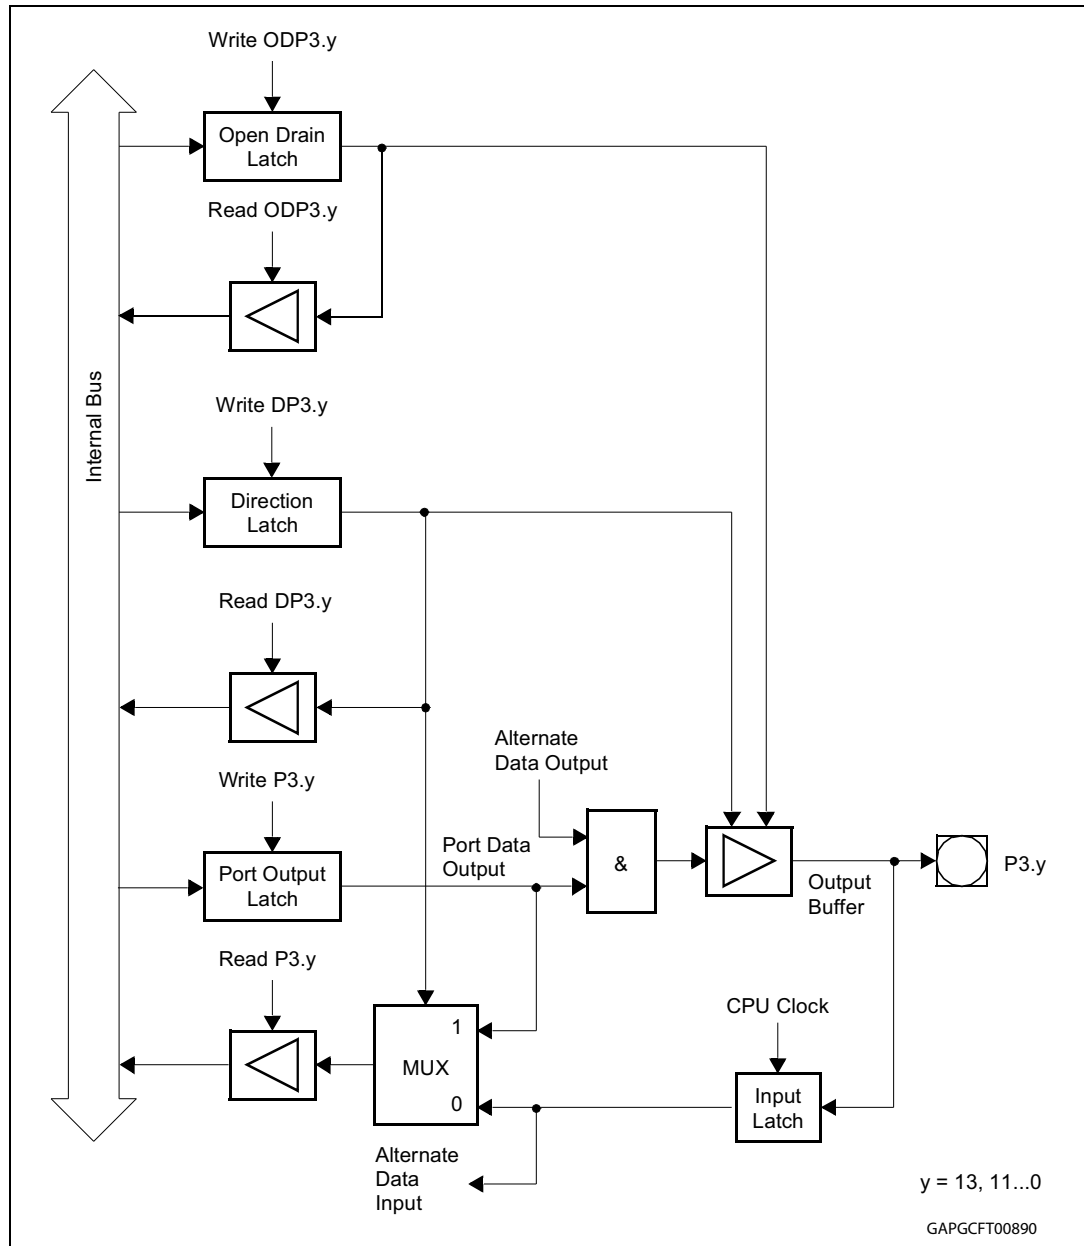 Write ODP3.y
Open Drain
Latch
Read ODP3.y
Internal Bus
Write DP3.y
Direction
Latch
Read DP3.y
Alternate
Data Output
Write P3.y
Port Data
Output
&
P3.y
Port Output
Latch
Output
Buffer
Read P3.y
CPU Clock
1
MUX
0
Input
Latch
Alternate
Data
Input
y = 13, 11...0
GAPGCFT00890